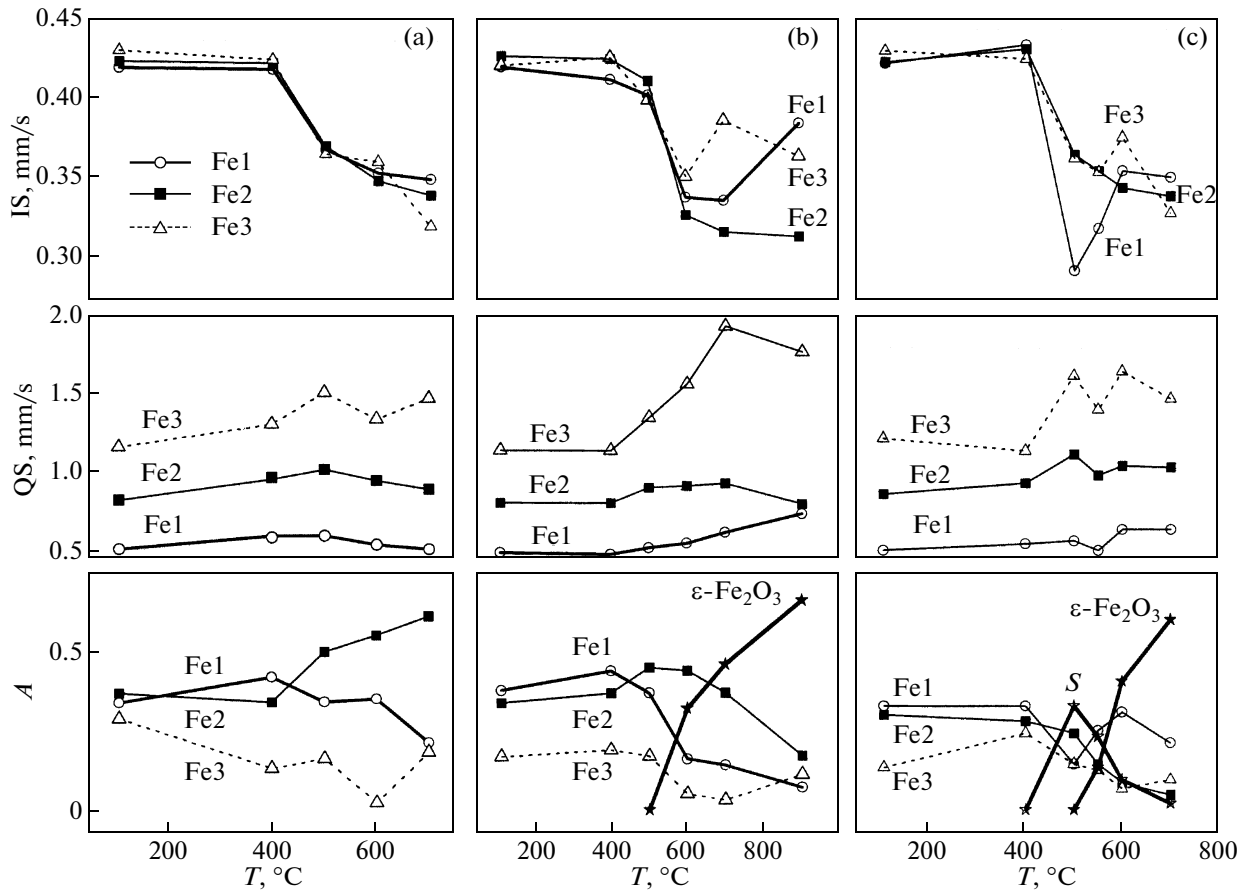 0.45
(a)
(b)
(c)
0.40
0.35
0.30
IS, mm/s
Fe1
Fe2
Fe3
Fe1
Fe3
Fe2
Fe3
Fe2
Fe1
2.0
1.5
1.0
0.5
QS, mm/s
Fe3
Fe2
Fe1
Fe3
Fe2
Fe1
Fe3
Fe2
Fe1
0.5
0
A
Fe1
Fe2
Fe3
ε-Fe₂O₃
Fe1
Fe2
Fe3
ε-Fe₂O₃
S
Fe1
Fe2
Fe3
200 400 600
200 400 600 800
200 400 600 800
T, °C
T, °C
T, °C